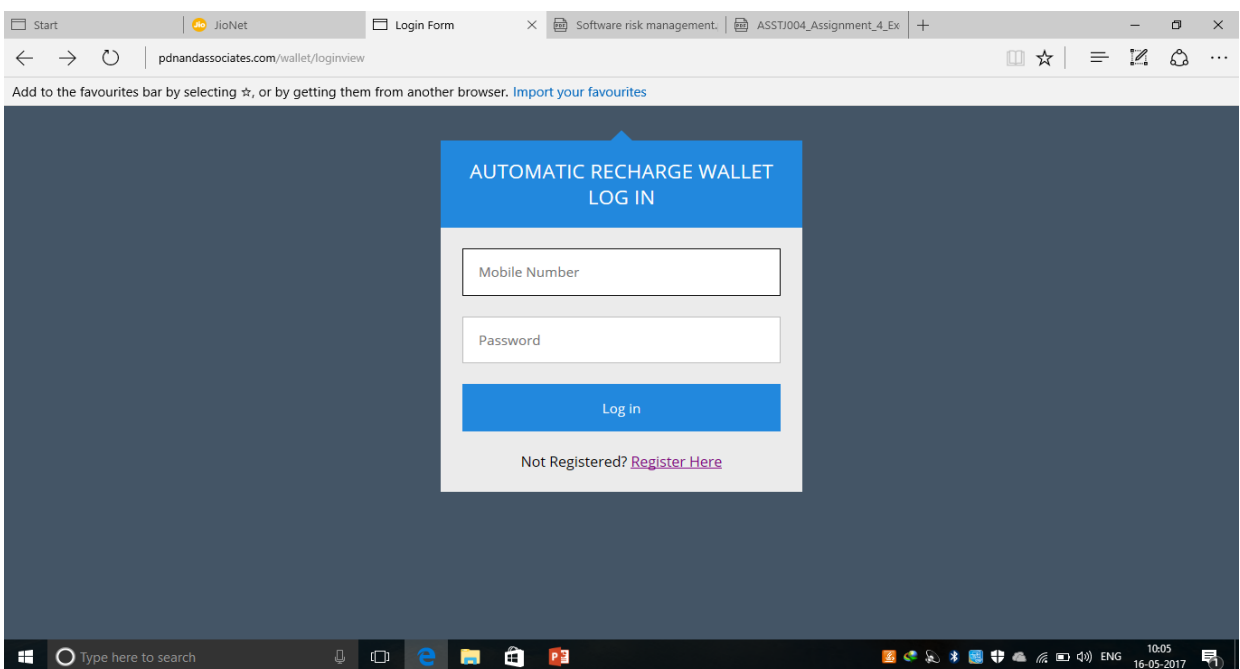 Start
JioNet
Login Form
Software risk management.
ASSTJ004_Assignment_4_Ex
pdnandassociates.com/wallet/loginview
Add to the favourites bar by selecting ☆, or by getting them from another browser. Import your favourites
AUTOMATIC RECHARGE WALLET
LOG IN
Mobile Number
Password
Log in
Not Registered? Register Here
Type here to search
ENG
10:05
16-05-2017